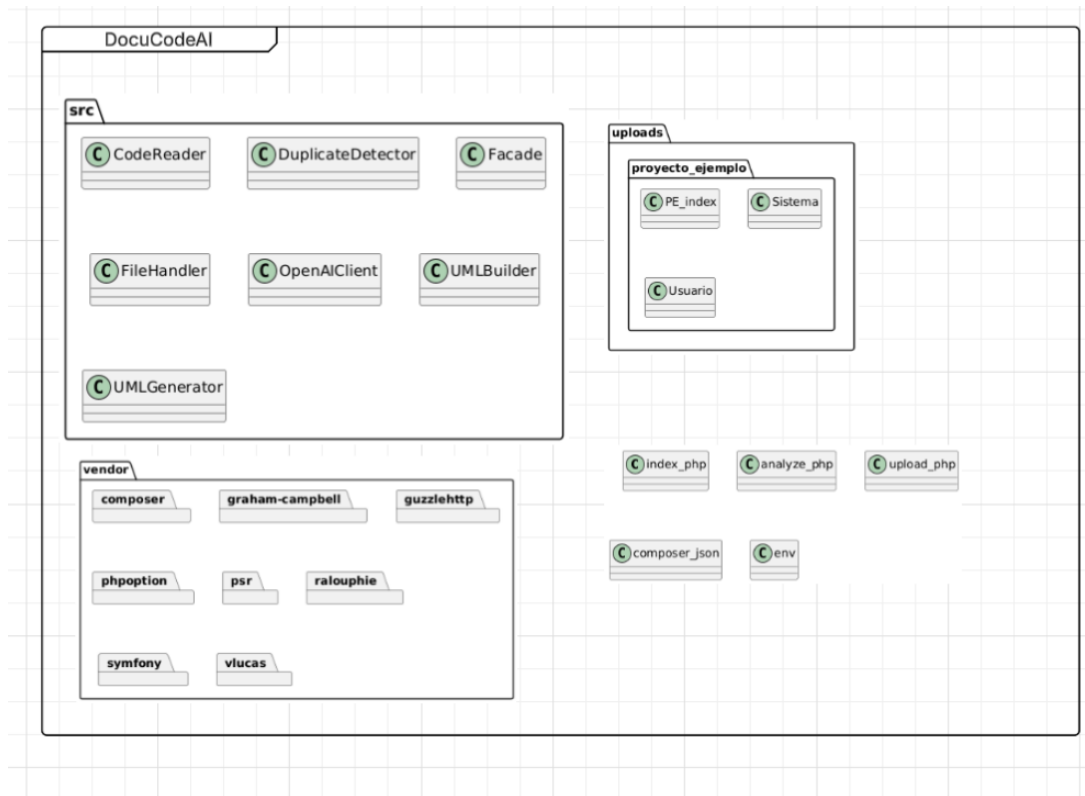 DocuCodeAI
src
C CodeReader
C DuplicateDetector
C Facade
C FileHandler
C OpenAIClient
C UMLBuilder
C UMLGenerator
uploads
proyecto_ejemplo
C PE_index
C Sistema
C Usuario
vendor
composer
graham-campbell
guzzlehttp
phpoption
psr
ralouphie
symfony
vlucas
C index_php
C analyze_php
C upload_php
C composer_json
C env